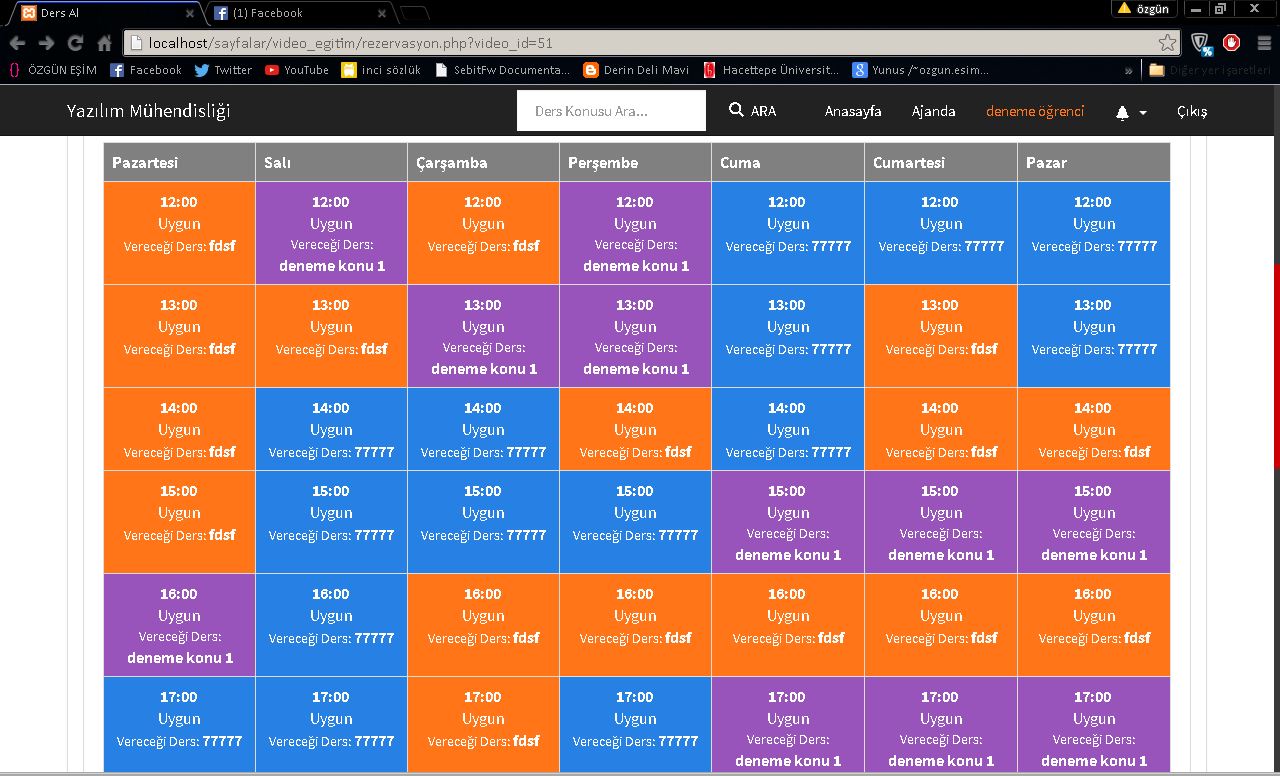 Ders Al
(1) Facebook
özgün
localhost/sayfalar/video_egitim/rezervasyon.php?video_id=51
ÖZGÜN EŞİM Facebook Twitter YouTube inci sözlük SebitFw Documenta... Derin Deli Mavi Hacettepe Üniversit... Yunus /~ozgun.esim... » Diğer yer işaretleri
Yazılım Mühendisliği Ders Konusu Ara... ARA Anasayfa Ajanda deneme öğrenci Çıkış
Pazartesi Salı Çarşamba Perşembe Cuma Cumartesi Pazar
12:00 12:00 12:00 12:00 12:00 12:00 12:00
Uygun Uygun Uygun Uygun Uygun Uygun Uygun
Vereceği Ders: fdsf Vereceği Ders: Vereceği Ders: fdsf Vereceği Ders: Vereceği Ders: 77777 Vereceği Ders: 77777 Vereceği Ders: 77777
deneme konu 1 deneme konu 1
13:00 13:00 13:00 13:00 13:00 13:00 13:00
Uygun Uygun Uygun Uygun Uygun Uygun Uygun
Vereceği Ders: fdsf Vereceği Ders: fdsf Vereceği Ders: Vereceği Ders: Vereceği Ders: 77777 Vereceği Ders: fdsf Vereceği Ders: 77777
deneme konu 1 deneme konu 1
14:00 14:00 14:00 14:00 14:00 14:00 14:00
Uygun Uygun Uygun Uygun Uygun Uygun Uygun
Vereceği Ders: fdsf Vereceği Ders: 77777 Vereceği Ders: 77777 Vereceği Ders: fdsf Vereceği Ders: 77777 Vereceği Ders: fdsf Vereceği Ders: fdsf
15:00 15:00 15:00 15:00 15:00 15:00 15:00
Uygun Uygun Uygun Uygun Uygun Uygun Uygun
Vereceği Ders: fdsf Vereceği Ders: 77777 Vereceği Ders: 77777 Vereceği Ders: 77777 Vereceği Ders: Vereceği Ders: Vereceği Ders:
deneme konu 1 deneme konu 1 deneme konu 1
16:00 16:00 16:00 16:00 16:00 16:00 16:00
Uygun Uygun Uygun Uygun Uygun Uygun Uygun
Vereceği Ders: Vereceği Ders: 77777 Vereceği Ders: fdsf Vereceği Ders: fdsf Vereceği Ders: fdsf Vereceği Ders: fdsf Vereceği Ders: fdsf
deneme konu 1
17:00 17:00 17:00 17:00 17:00 17:00 17:00
Uygun Uygun Uygun Uygun Uygun Uygun Uygun
Vereceği Ders: 77777 Vereceği Ders: 77777 Vereceği Ders: fdsf Vereceği Ders: 77777 Vereceği Ders: Vereceği Ders: Vereceği Ders:
deneme konu 1 deneme konu 1 deneme konu 1